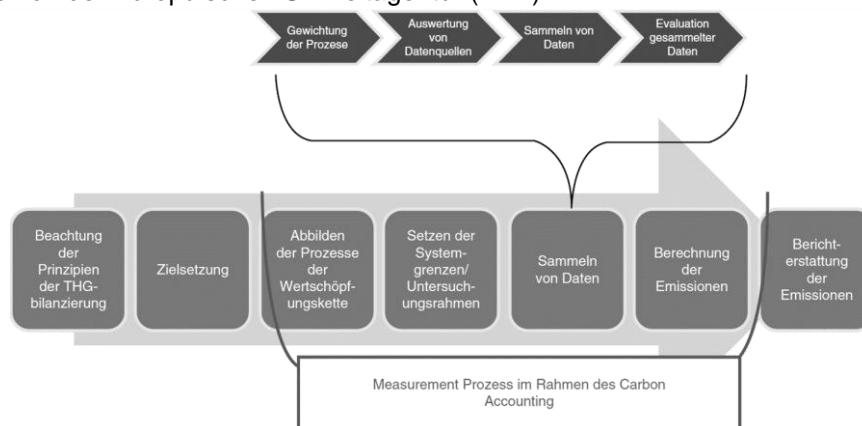 Gewichtung
der Prozese
Auswertung
von
Datenquellen
Sammeln von
Daten
Evaluation
gesammelter
Daten
Beachtung
der
Prinzipien
der THG-
bilanzierung
Zielsetzung
Abbilden
der Prozesse
der
Wertschöpf-
ungskette
Setzen der
System-
grenzen/
Untersuch-
ungsrahmen
Sammeln
von Daten
Berechnung
der
Emissionen
Bericht-
erstattung
der
Emissionen
Measurement Prozess im Rahmen des Carbon
Accounting